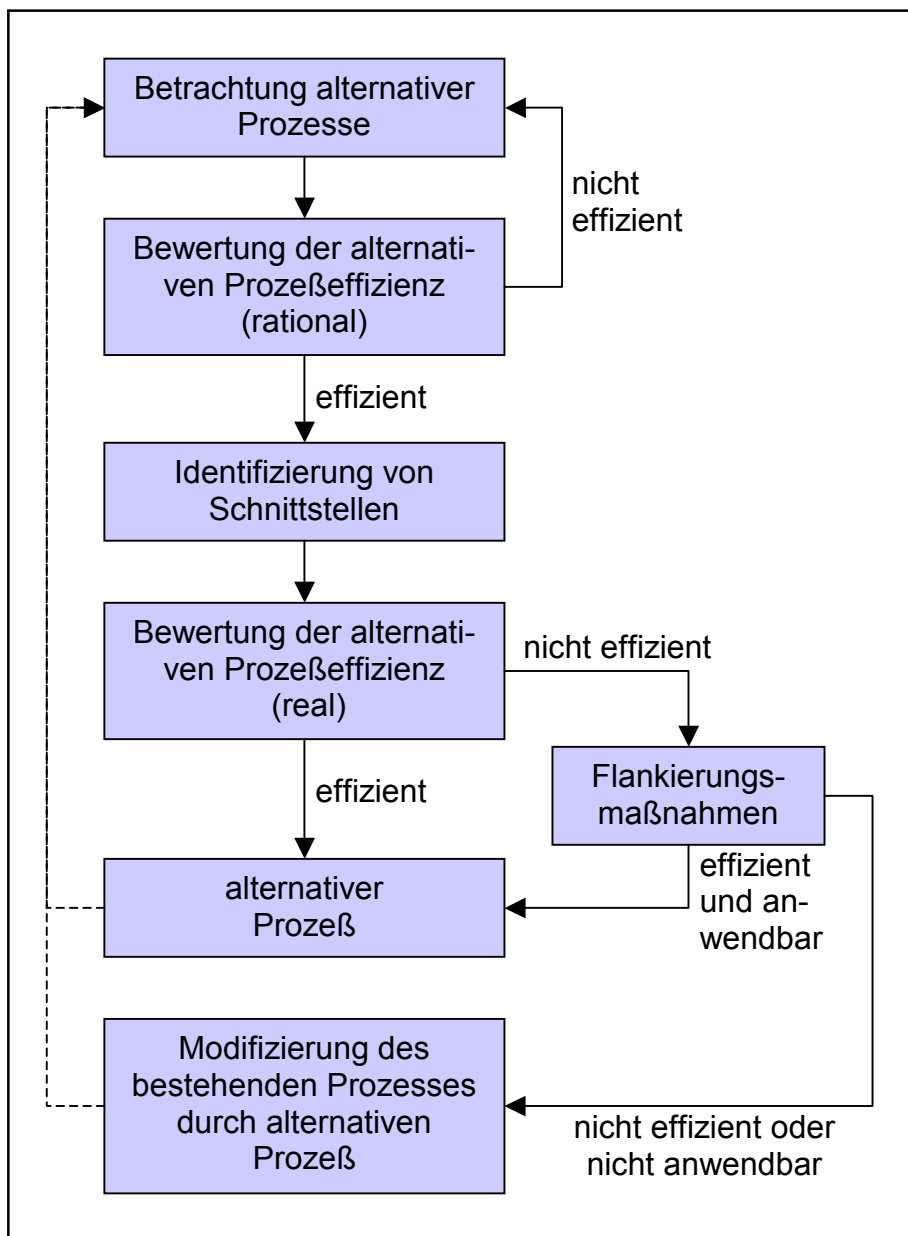 Betrachtung alternativer
Prozesse
nicht
effizient
Bewertung der alternati-
ven Prozeßeffizienz
(rational)
effizient
Identifizierung von
Schnittstellen
Bewertung der alternati-
ven Prozeßeffizienz
(real)
nicht effizient
effizient
Flankierungs-
maßnahmen
effizient
und an-
wendbar
alternativer
Prozeß
Modifizierung des
bestehenden Prozesses
durch alternativen
Prozeß
nicht effizient oder
nicht anwendbar